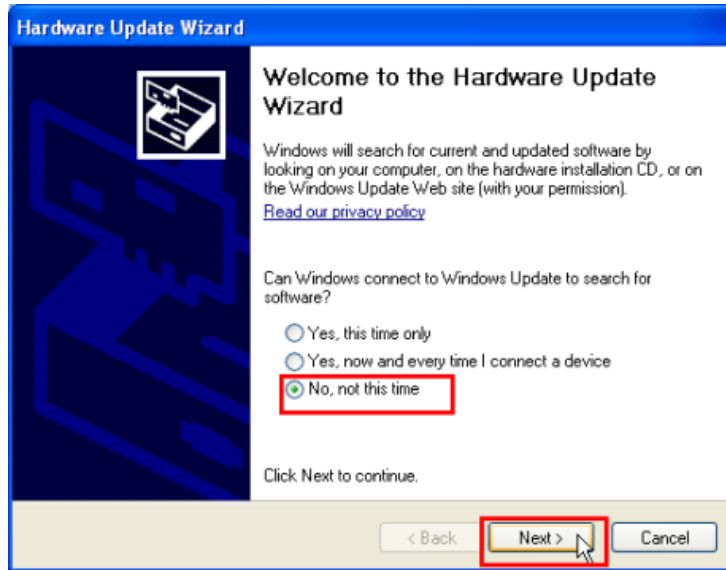 Hardware Update Wizard
Welcome to the Hardware Update
Wizard
Windows will search for current and updated software by
looking on your computer, on the hardware installation CD, or on
the Windows Update Web site (with your permission).
Read our privacy policy
Can Windows connect to Windows Update to search for
software?
Yes, this time only
Yes, now and every time I connect a device
No, not this time
Click Next to continue.
< Back
Next >
Cancel